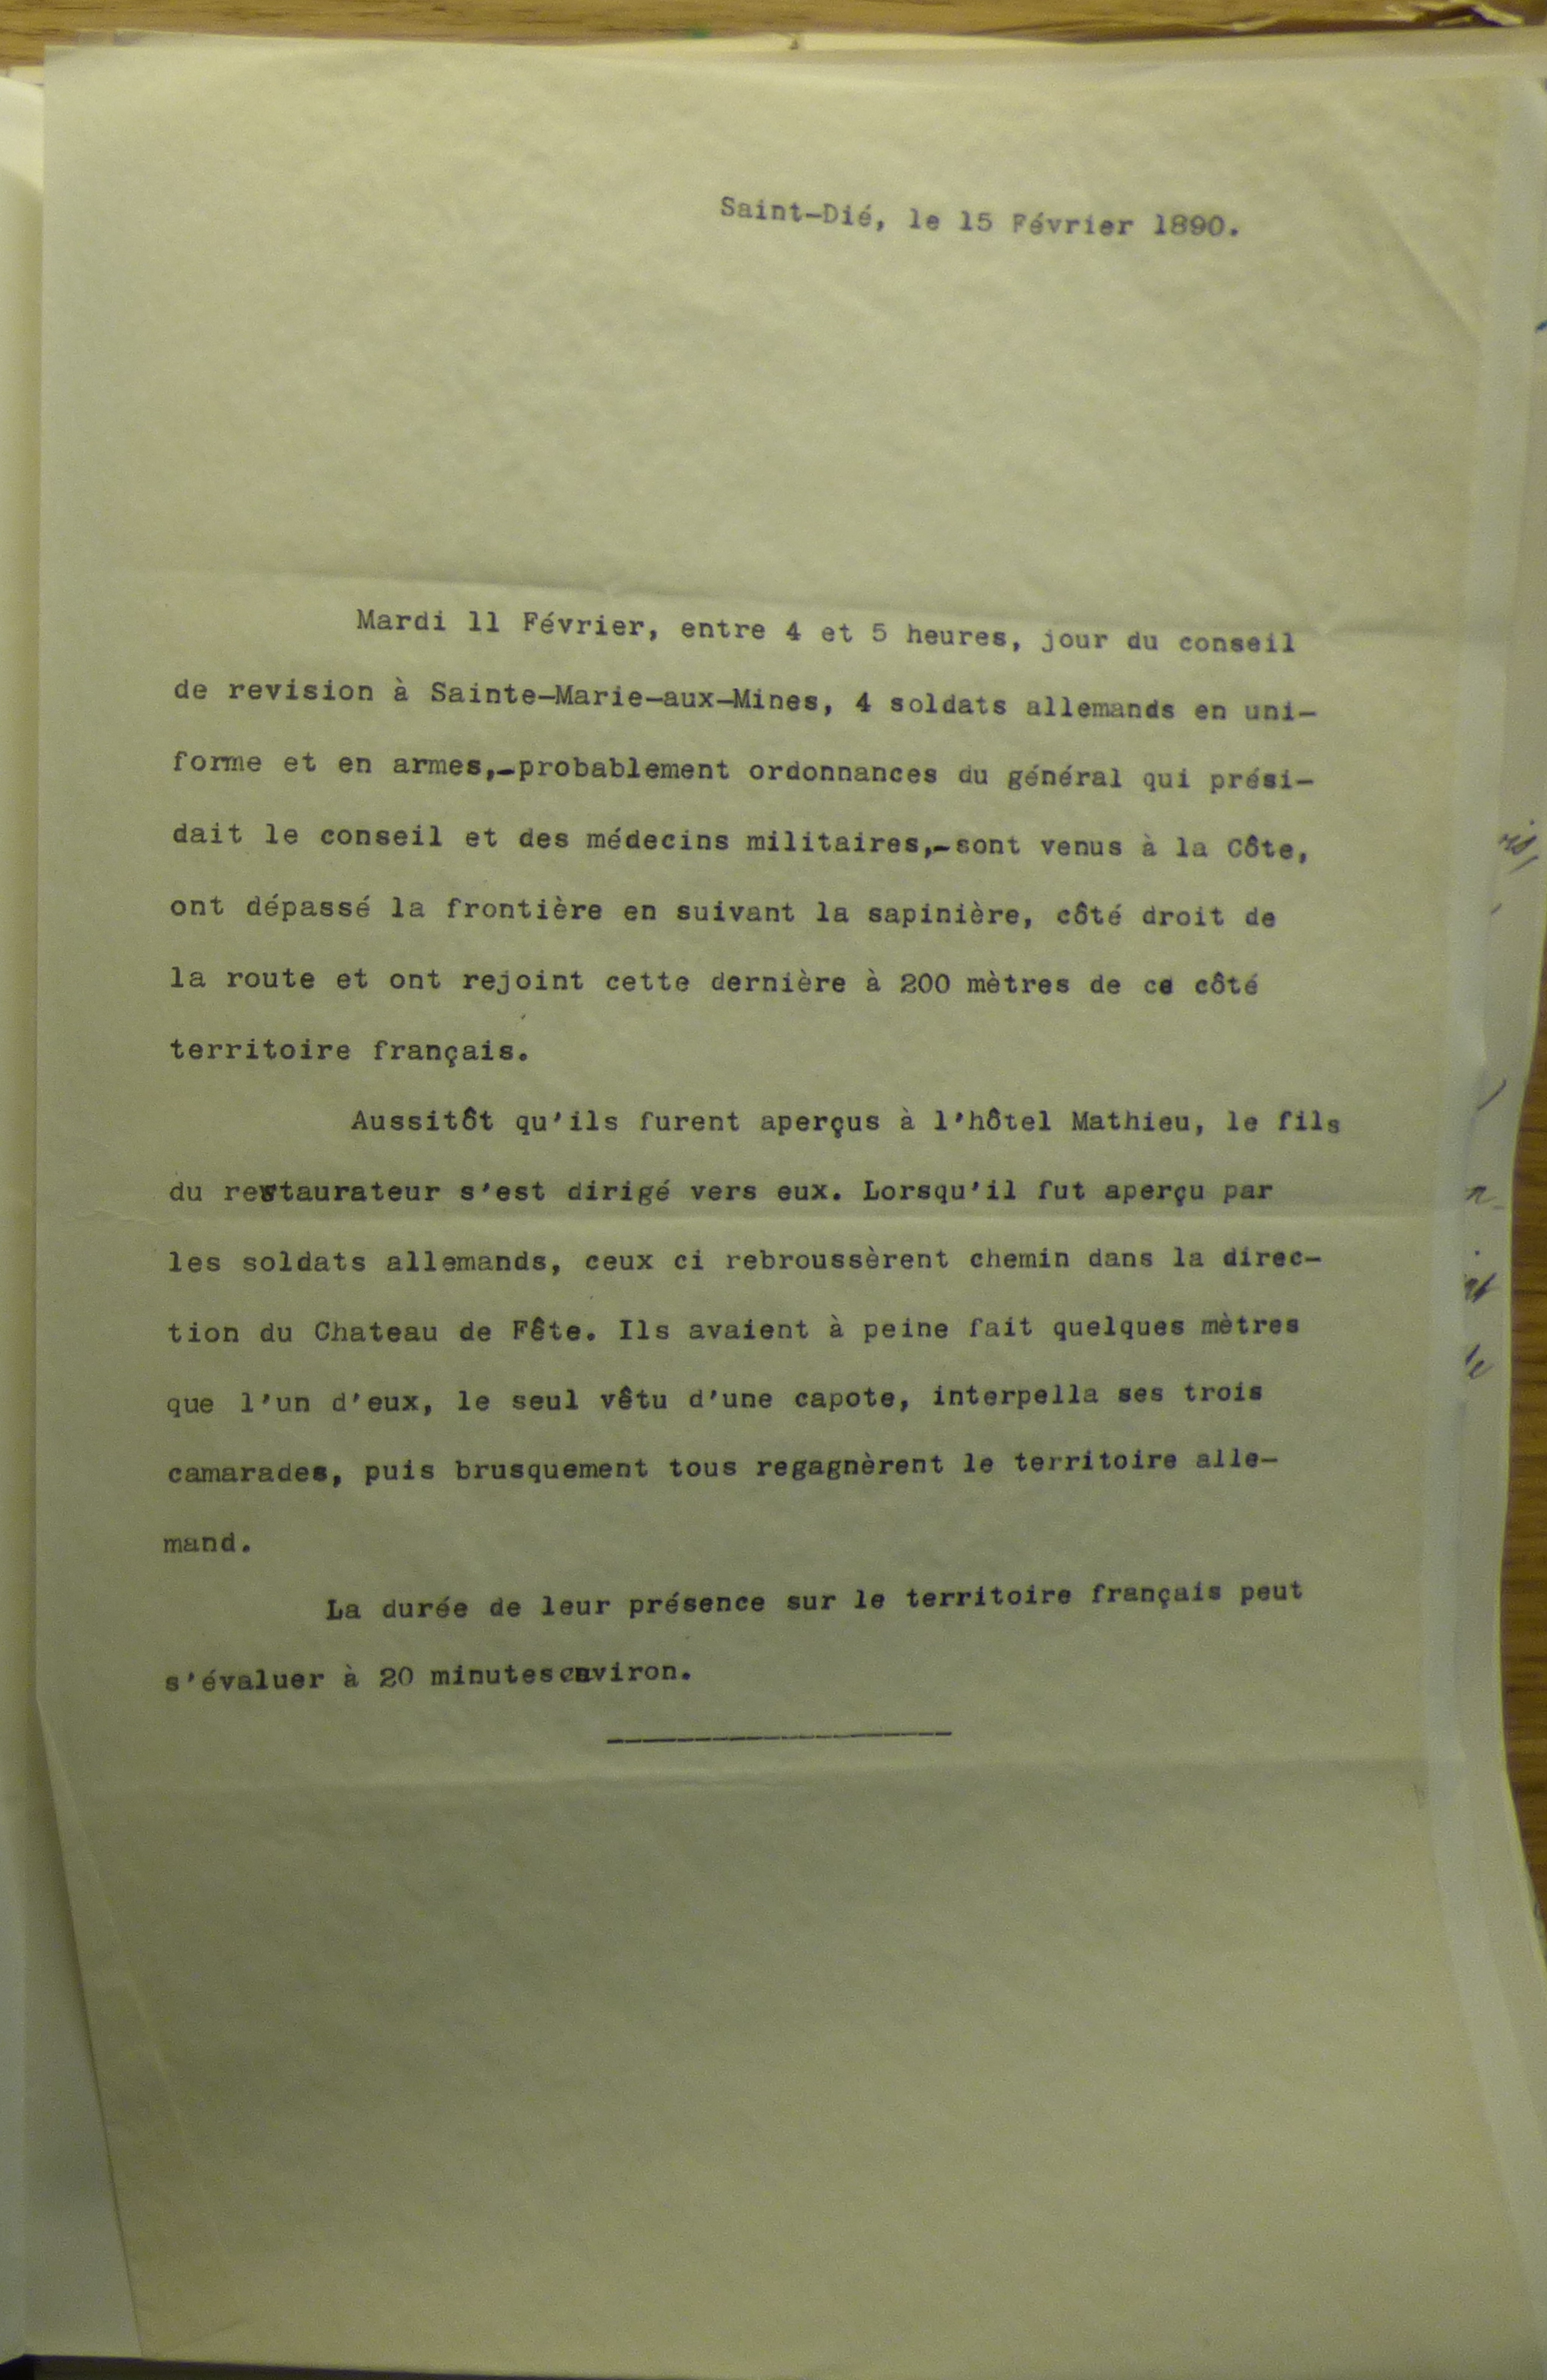 Saint-Dié, le 15 Février 1890.
Mardi 11 Février, entre 4 et 5 heures, jour du conseil
de revision à Sainte-Marie-aux-Mines, 4 soldats allemands en uni-
forme et en armes,-probablement ordonnances du général qui prési-
dait le conseil et des médecins militaires,-sont venus à la Côte,
ont dépassé la frontière en suivant la sapinière, côté droit de
la route et ont rejoint cette dernière à 200 mètres de ce côté
territoire français.
Aussitôt qu'ils furent aperçus à l'hôtel Mathieu, le fils
du restaurateur s'est dirigé vers eux. Lorsqu'il fut aperçu par
les soldats allemands, ceux ci rebroussèrent chemin dans la direc-
tion du Chateau de Fête. Ils avaient à peine fait quelques mètres
que l'un d'eux, le seul vêtu d'une capote, interpella ses trois
camarades, puis brusquement tous regagnèrent le territoire alle-
mand.
La durée de leur présence sur le territoire français peut
s'évaluer à 20 minutes environ.